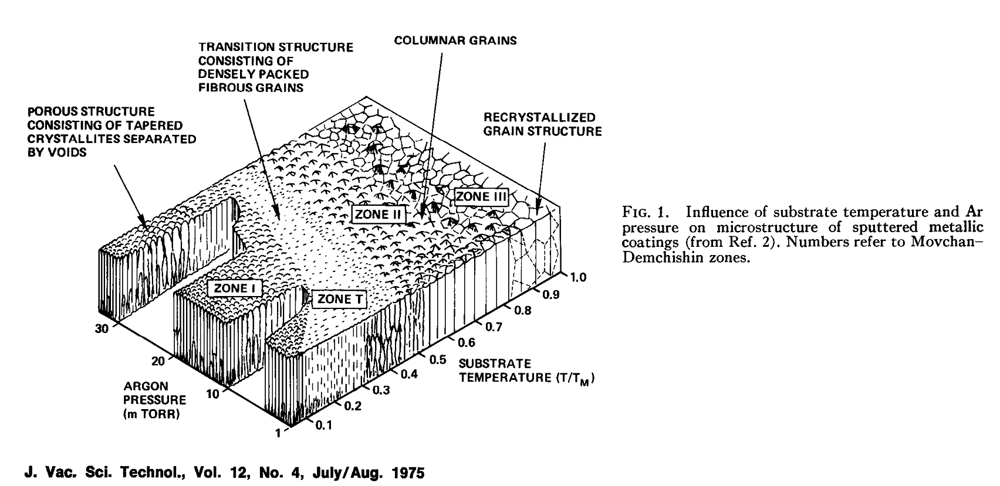 COLUMNAR GRAINS
TRANSITION STRUCTURE
CONSISTING OF
DENSELY PACKED
FIBROUS GRAINS
POROUS STRUCTURE
CONSISTING OF TAPERED
CRYSTALLITES SEPARATED
BY VOIDS
RECRYSTALLIZED
GRAIN STRUCTURE
ZONE III
ZONE II
ZONE I
ZONE T
1.0
0.9
0.8
0.7
0.6
0.5
0.4
0.3
0.2
0.1
SUBSTRATE
TEMPERATURE (T/TM)
30
20
10
1
ARGON
PRESSURE
(m TORR)
FIG. 1. Influence of substrate temperature and Ar
pressure on microstructure of sputtered metallic
coatings (from Ref. 2). Numbers refer to Movchan–
Demchishin zones.
J. Vac. Sci. Technol., Vol. 12, No. 4, July/Aug. 1975